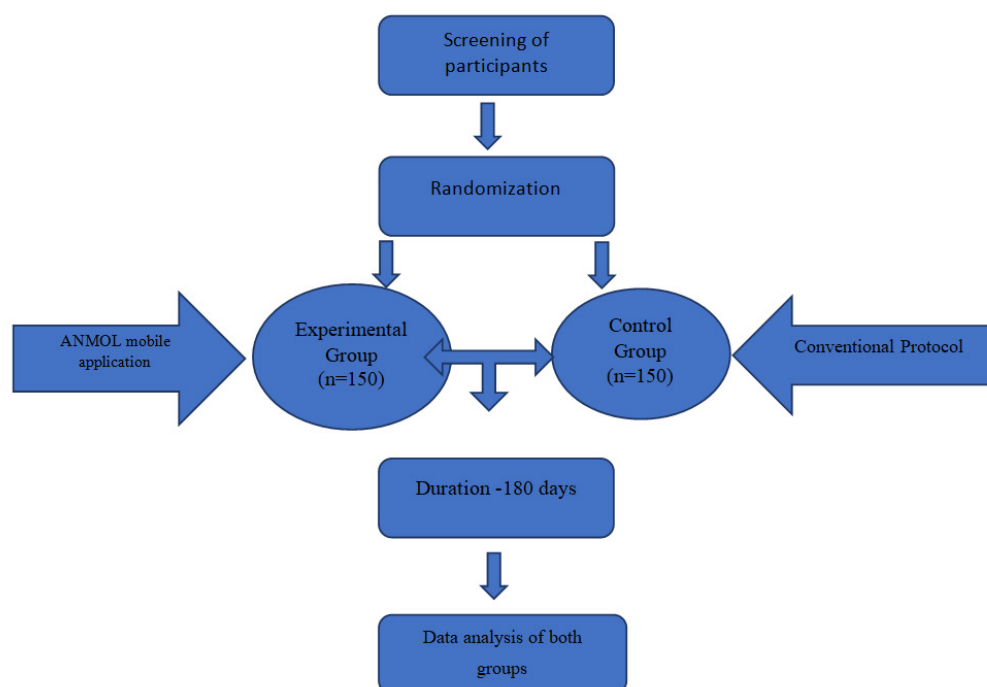 Screening of
participants
Randomization
ANMOL mobile
application
Experimental
Group
(n=150)
Control
Group
(n=150)
Conventional Protocol
Duration -180 days
Data analysis of both
groups